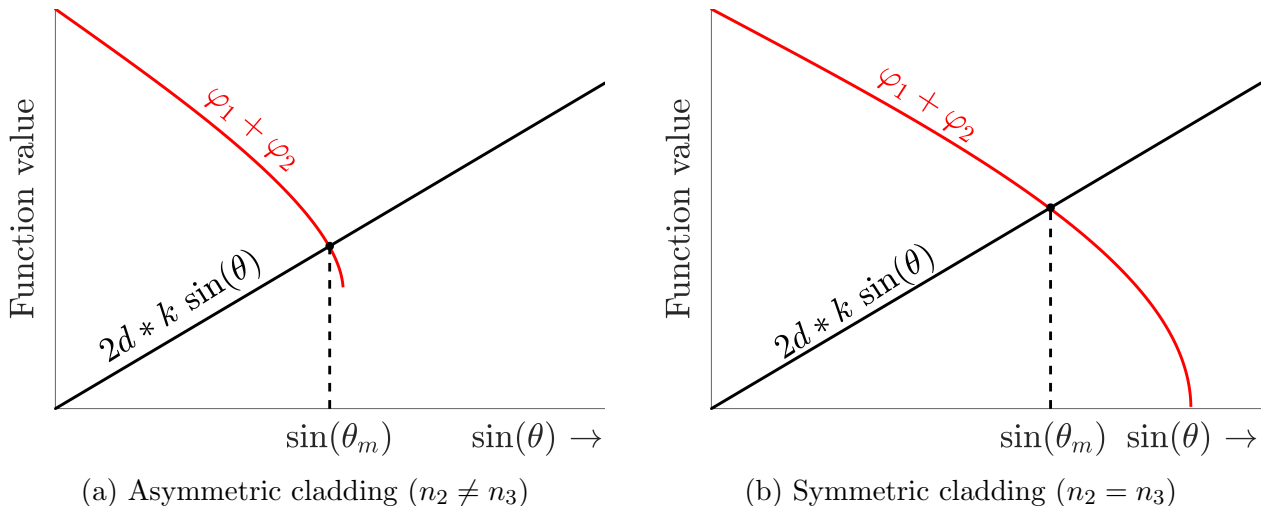 Function value
φ₁ + φ₂
2d * k sin(θ)
sin(θₘ)
sin(θ) →
(a) Asymmetric cladding (n₂ ≠ n₃)
Function value
φ₁ + φ₂
2d * k sin(θ)
sin(θₘ)
sin(θ) →
(b) Symmetric cladding (n₂ = n₃)